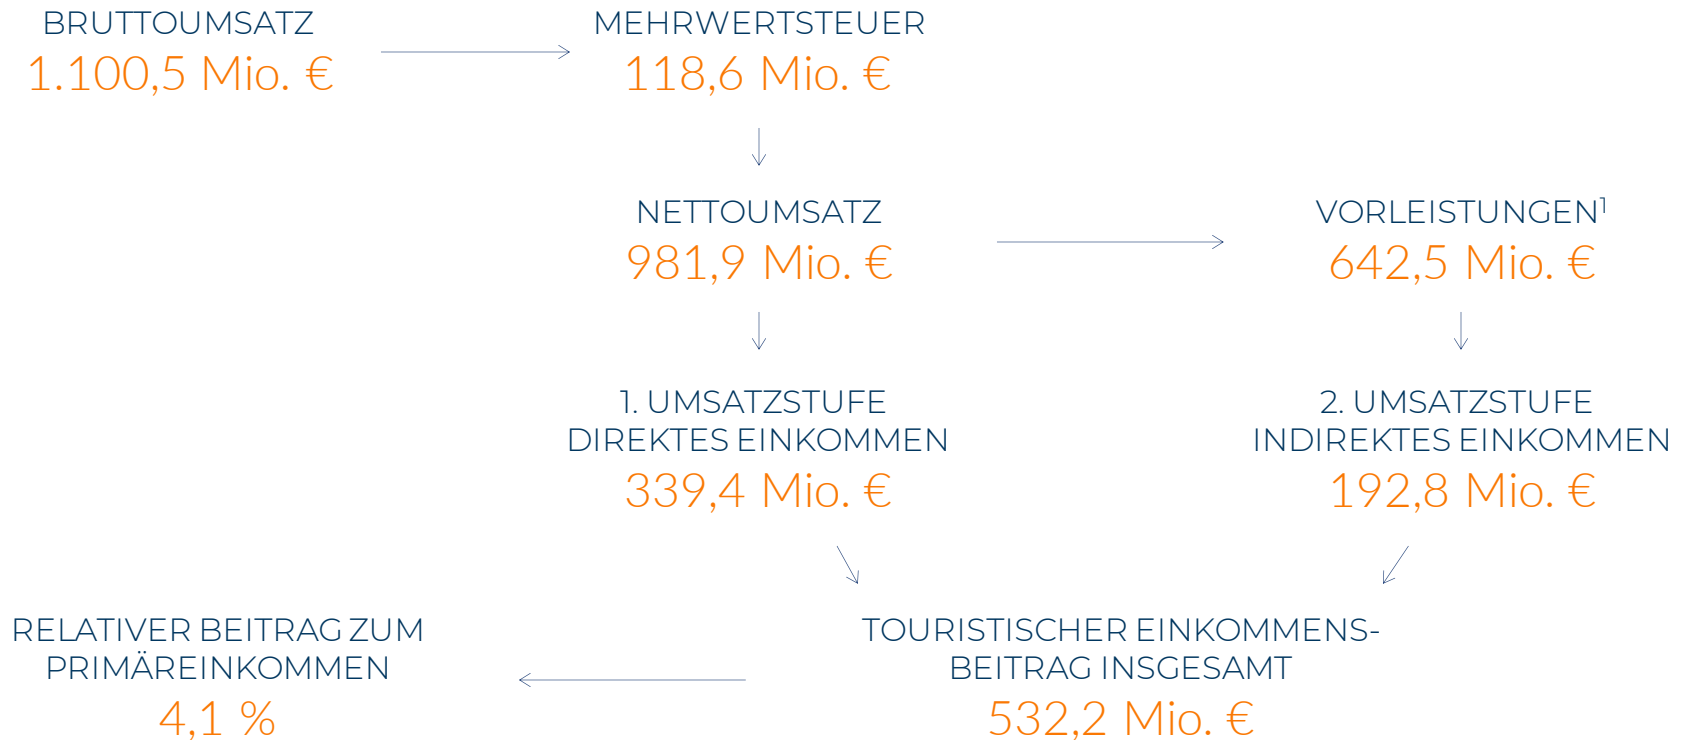 BRUTTOUMSATZ
1.100,5 Mio. €
MEHRWERTSTEUER
118,6 Mio. €
NETTOUMSATZ
981,9 Mio. €
VORLEISTUNGEN¹
642,5 Mio. €
1. UMSATZSTUFE
DIREKTES EINKOMMEN
339,4 Mio. €
2. UMSATZSTUFE
INDIREKTES EINKOMMEN
192,8 Mio. €
RELATIVER BEITRAG ZUM
PRIMÄREINKOMMEN
4,1 %
TOURISTISCHER EINKOMMENS-
BEITRAG INSGESAMT
532,2 Mio. €